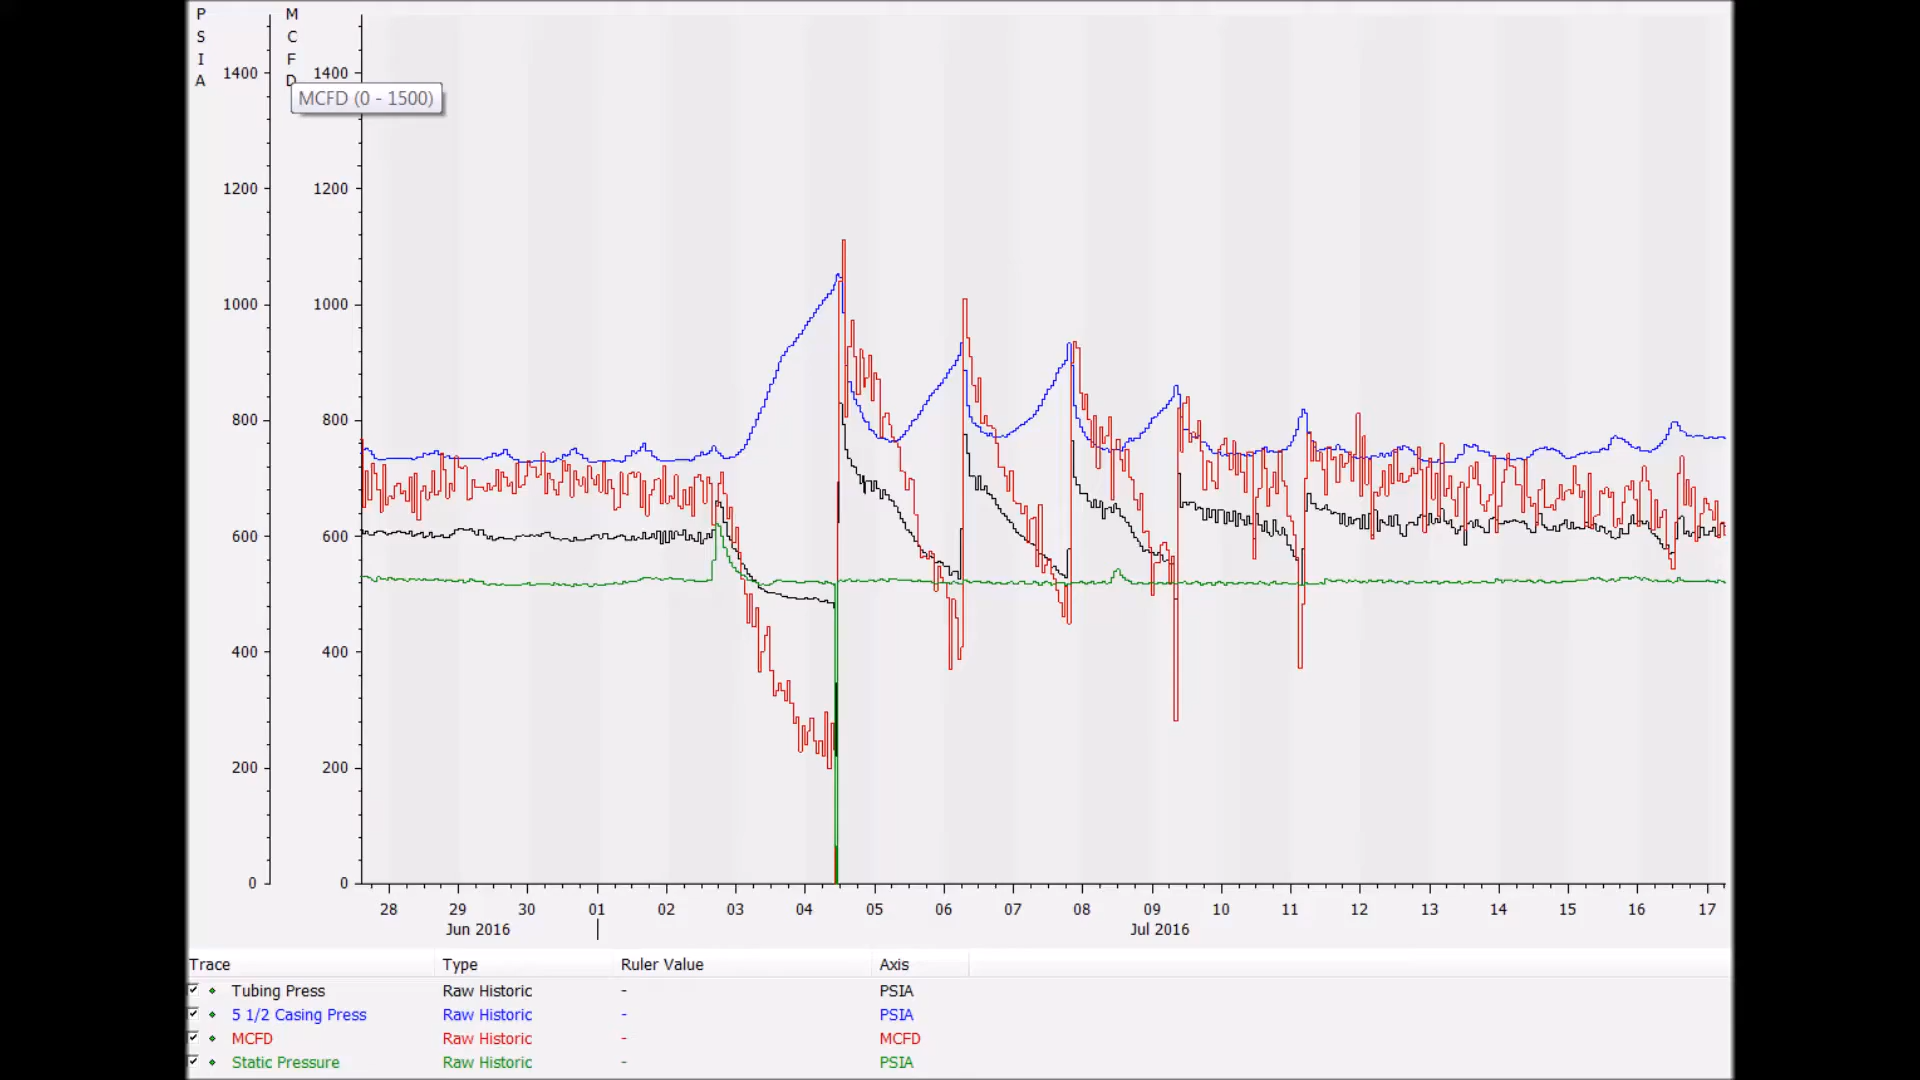 P M
S C
I F
A D
1400 1400
MCFD (0 - 1500)
1200 1200
1000 1000
800 800
600 600
400 400
200 200
0 0
28 29 30 01 02 03 04 05 06 07 08 09 10 11 12 13 14 15 16 17
Jun 2016 Jul 2016
Trace Type Ruler Value Axis
Tubing Press Raw Historic - PSIA
5 1/2 Casing Press Raw Historic - PSIA
MCFD Raw Historic - MCFD
Static Pressure Raw Historic - PSIA